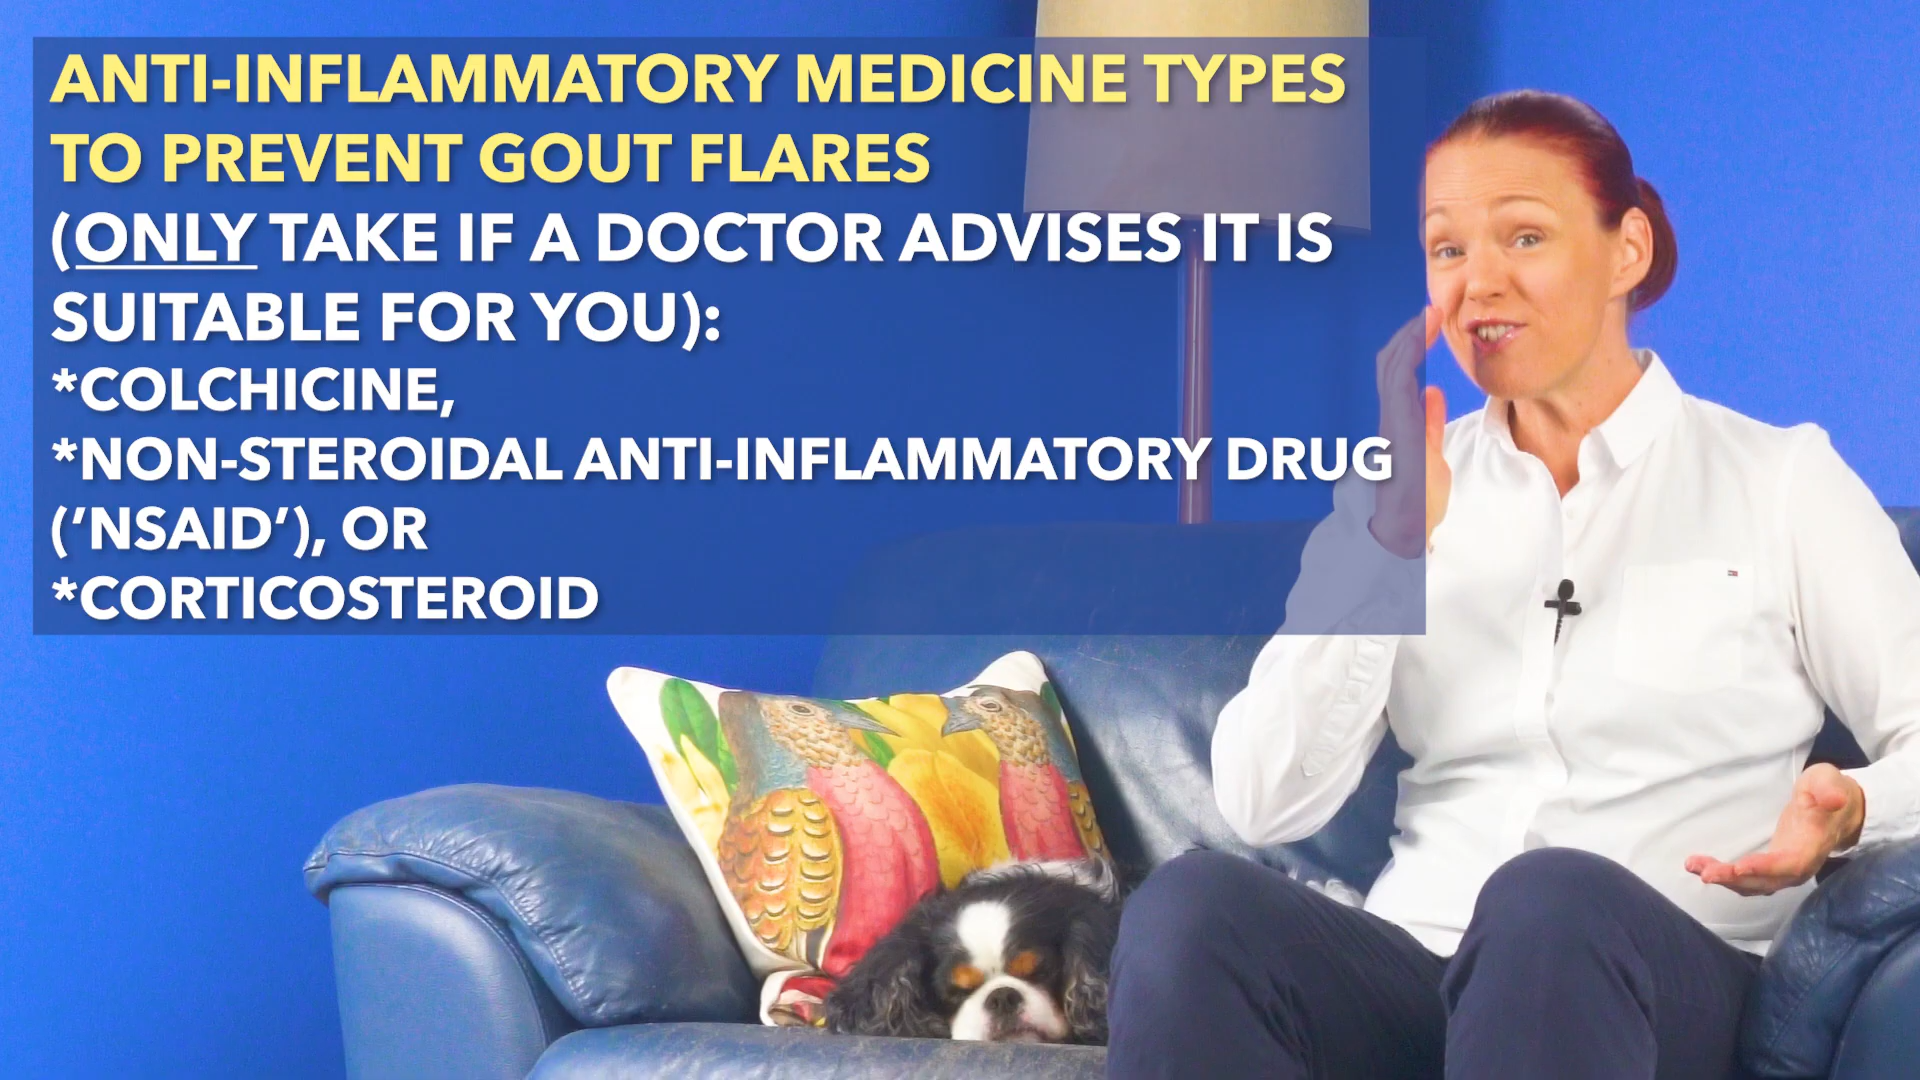 ANTI-INFLAMMATORY MEDICINE TYPES
TO PREVENT GOUT FLARES
(ONLY TAKE IF A DOCTOR ADVISES IT IS
SUITABLE FOR YOU):
*COLCHICINE,
*NON-STEROIDAL ANTI-INFLAMMATORY DRUG
(’NSAID’), OR
*CORTICOSTEROID